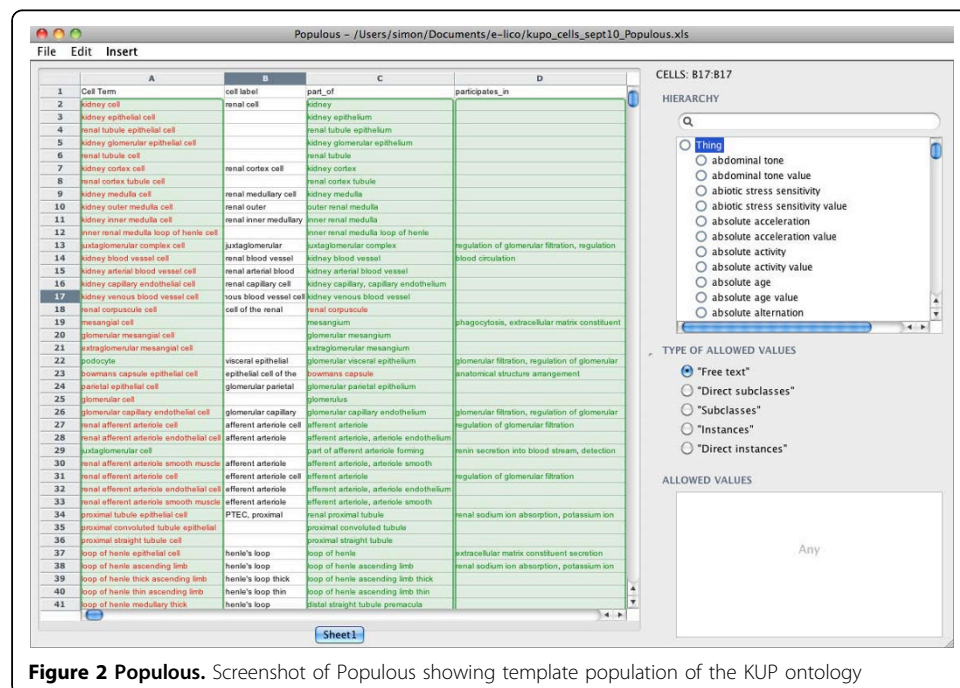 Populous – /Users/simon/Documents/e-lico/kupo_cells_sept10_Populous.xls
File Edit Insert
A B C D
1 Cell Term cell label part_of participates_in
2 kidney cell renal cell kidney
3 kidney epithelial cell kidney epithelium
4 renal tubule epithelial cell renal tubule epithelium
5 kidney glomerular epithelial cell kidney glomerular epithelium
6 renal tubule cell renal tubule
7 kidney cortex cell renal cortex cell kidney cortex
8 renal cortex tubule cell renal cortex tubule
9 kidney medulla cell renal medullary cell kidney medulla
10 kidney outer medulla cell renal outer outer renal medulla
11 kidney inner medulla cell renal inner medullary inner renal medulla
12 inner renal medulla loop of henle cell inner renal medulla loop of henle
13 juxtaglomerular complex cell juxtaglomerular juxtaglomerular complex regulation of glomerular filtration, regulation
14 kidney blood vessel cell renal blood vessel kidney blood vessel blood circulation
15 kidney arterial blood vessel cell renal arterial blood kidney arterial blood vessel
16 kidney capillary endothelial cell renal capillary cell kidney capillary, capillary endothelium
17 kidney venous blood vessel cell nous blood vessel cell kidney venous blood vessel
18 renal corpuscule cell cell of the renal renal corpuscule
19 mesangial cell mesangium phagocytosis, extracellular matrix constituent
20 glomerular mesangial cell glomerular mesangium
21 extraglomerular mesangial cell extraglomerular mesangium
22 podocyte visceral epithelial glomerular visceral epithelium glomerular filtration, regulation of glomerular
23 bowmans capsule epithelial cell epithelial cell of the bowmans capsule anatomical structure arrangement
24 parietal epithelial cell glomerular parietal glomerular parietal epithelium
25 glomerular cell glomerulus
26 glomerular capillary endothelial cell glomerular capillary glomerular capillary endothelium glomerular filtration, regulation of glomerular
27 renal afferent arteriole cell afferent arteriole cell afferent arteriole regulation of glomerular filtration
28 renal afferent arteriole endothelial cell afferent arteriole afferent arteriole, arteriole endothelium
29 juxtaglomerular cell part of afferent arteriole forming renin secretion into blood stream, detection
30 renal afferent arteriole smooth muscle afferent arteriole afferent arteriole, arteriole smooth
31 renal efferent arteriole cell efferent arteriole cell efferent arteriole regulation of glomerular filtration
32 renal efferent arteriole endothelial cell efferent arteriole efferent arteriole, arteriole endothelium
33 renal efferent arteriole smooth muscle efferent arteriole efferent arteriole, arteriole smooth
34 proximal tubule epithelial cell PTEC, proximal renal proximal tubule renal sodium ion absorption, potassium ion
35 proximal convoluted tubule epithelial proximal convoluted tubule
36 proximal straight tubule cell proximal straight tubule
37 loop of henle epithelial cell henle's loop loop of henle extracellular matrix constituent secretion
38 loop of henle ascending limb henle's loop loop of henle ascending limb renal sodium ion absorption, potassium ion
39 loop of henle thick ascending limb henle's loop thick loop of henle ascending limb thick
40 loop of henle thin ascending limb henle's loop thin loop of henle ascending limb thin
41 loop of henle medullary thick henle's loop distal straight tubule premacula
Sheet1
CELLS: B17:B17
HIERARCHY
Thing
abdominal tone
abdominal tone value
abiotic stress sensitivity
abiotic stress sensitivity value
absolute acceleration
absolute acceleration value
absolute activity
absolute activity value
absolute age
absolute age value
absolute alternation
TYPE OF ALLOWED VALUES
"Free text"
"Direct subclasses"
"Subclasses"
"Instances"
"Direct instances"
ALLOWED VALUES
Any
Figure 2 Populous. Screenshot of Populous showing template population of the KUP ontology